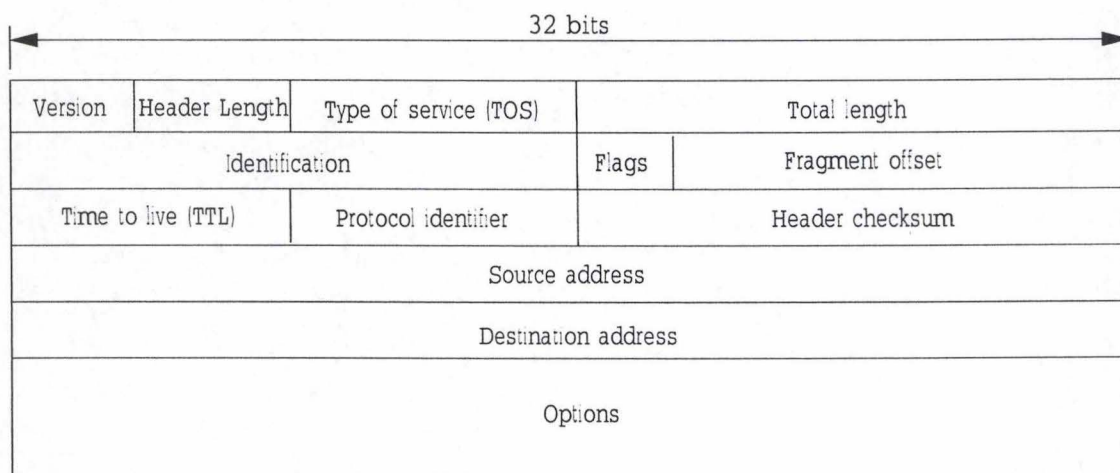 32 bits
Version Header Length Type of service (TOS) Total length
Identification Flags Fragment offset
Time to live (TTL) Protocol identifier Header checksum
Source address
Destination address
Options